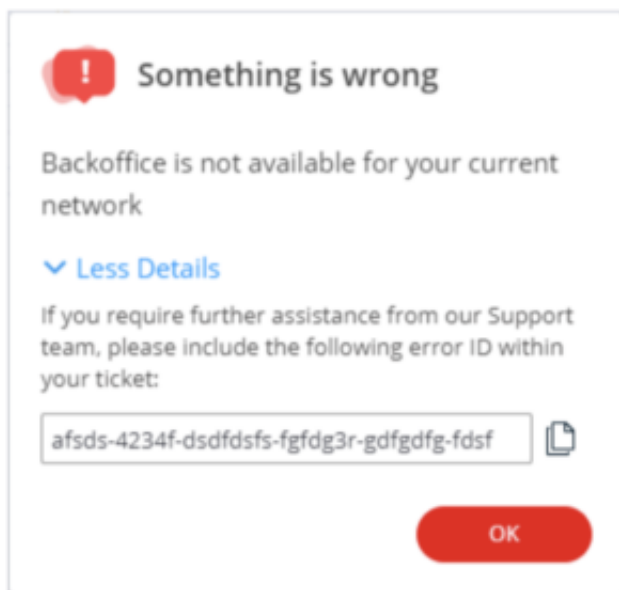 Something is wrong
Backoffice is not available for your current
network
Less Details
If you require further assistance from our Support
team, please include the following error ID within
your ticket:
afsds-4234f-dsdfdsfs-fgfdg3r-gdfgdfg-fdsf
OK